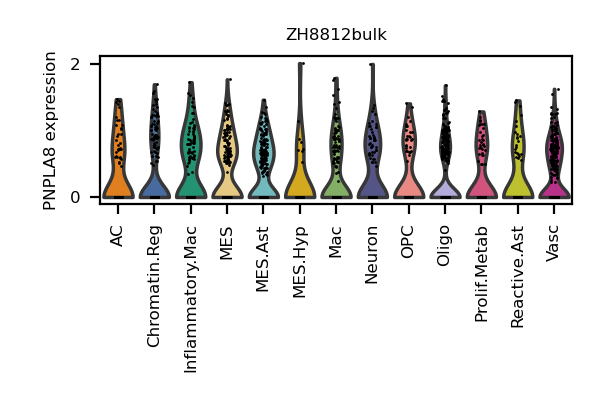 ZH8812bulk
PNPLA8 expression
2
0
AC
Chromatin.Reg
Inflammatory.Mac
MES
MES.Ast
MES.Hyp
Mac
Neuron
OPC
Oligo
Prolif.Metab
Reactive.Ast
Vasc